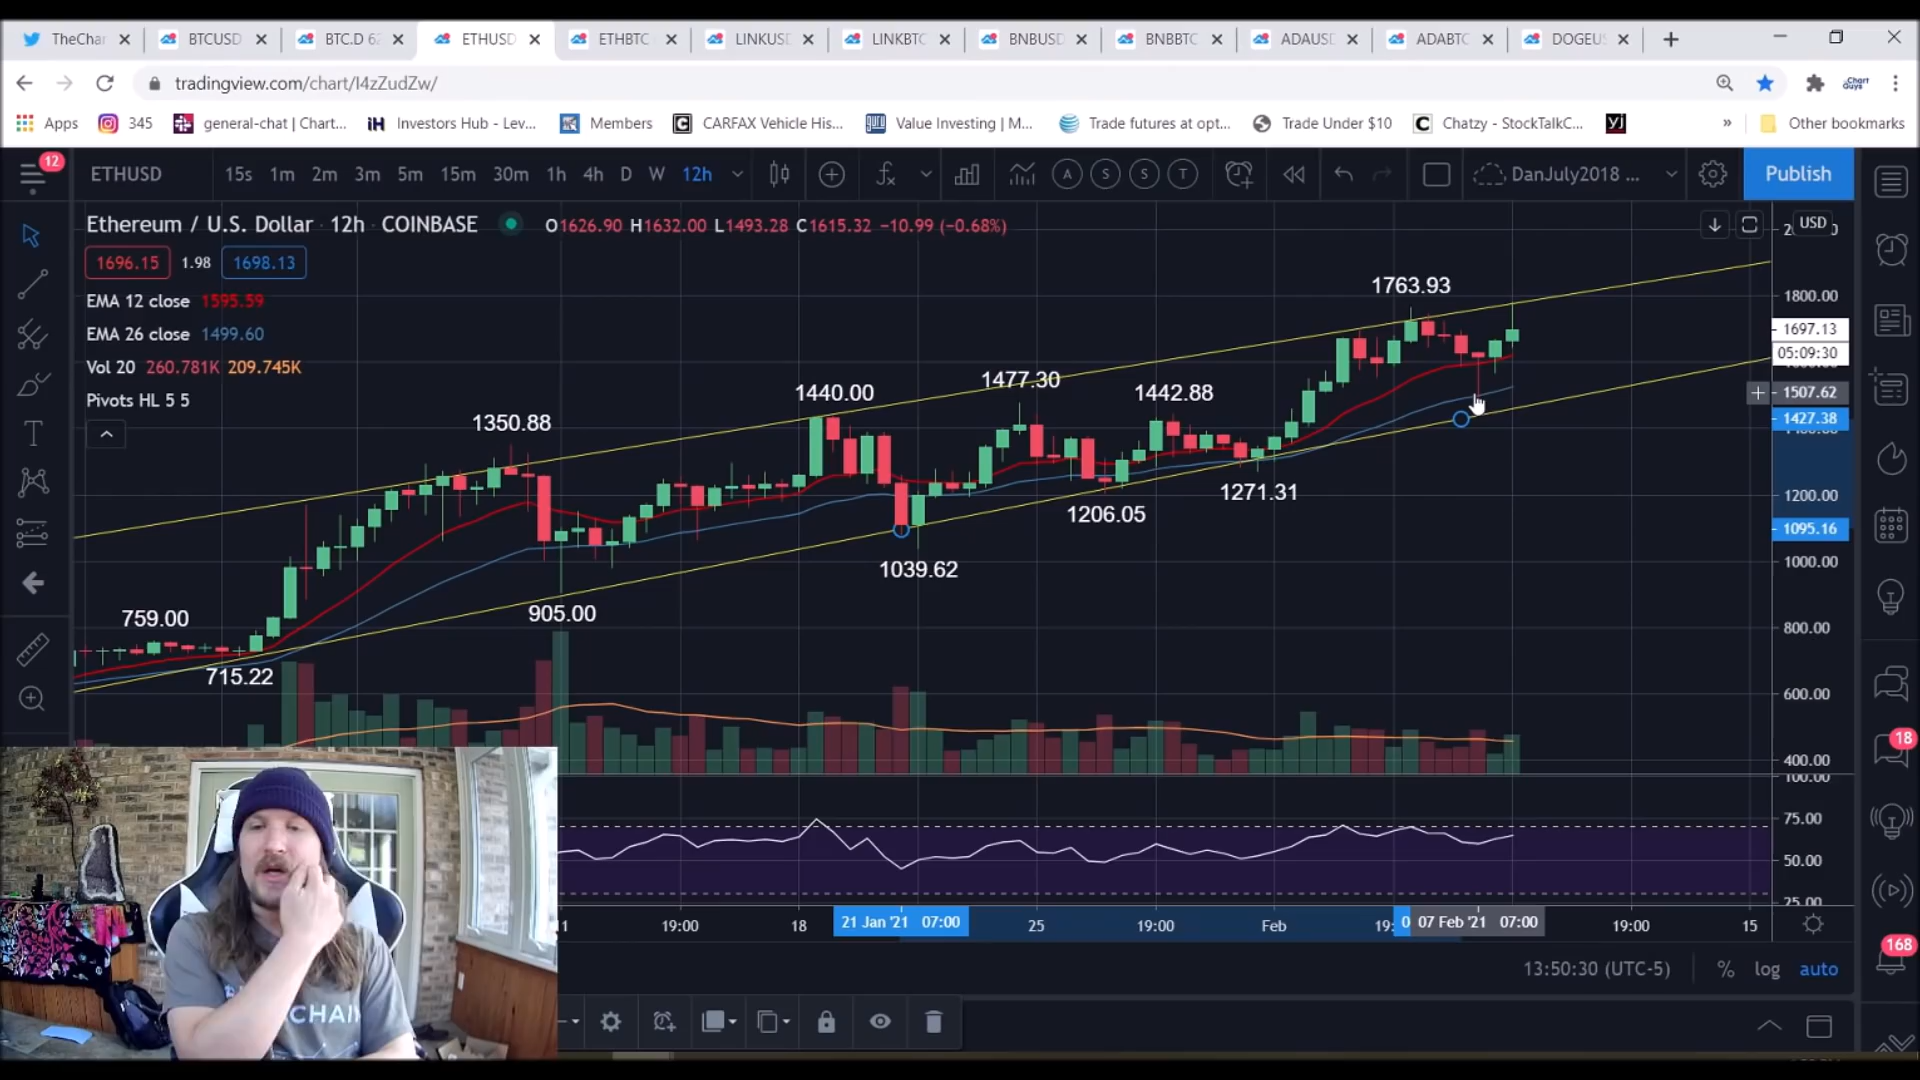 TheChar
BTCUSD
BTC.D 62
ETHUSD
ETHBTC
LINKUSD
LINKBTC
BNBUSD
BNBBTC
ADAUSD
ADABTC
DOGEUS
tradingview.com/chart/I4zZudZw/
Apps
345
general-chat | Chart...
iH
Investors Hub - Lev...
Members
CARFAX Vehicle His...
Value Investing | M...
Trade futures at opt...
Trade Under $10
Chatzy - StockTalkC...
yj
»
Other bookmarks
12
ETHUSD
15s 1m 2m 3m 5m 15m 30m 1h 4h D W 12h
A S S T
DanJuly2018 ...
Publish
Ethereum / U.S. Dollar · 12h · COINBASE
O1626.90 H1632.00 L1493.28 C1615.32 −10.99 (−0.68%)
USD
1696.15 1.98 1698.13
EMA 12 close 1595.59
EMA 26 close 1499.60
Vol 20 260.781K 209.745K
Pivots HL 5 5
759.00
715.22
1350.88
905.00
1440.00
1039.62
1477.30
1206.05
1442.88
1271.31
1763.93
1800.00
1697.13
05:09:30
1507.62
1427.38
1200.00
1095.16
1000.00
800.00
600.00
400.00
100.00
75.00
50.00
25.00
19:00
18
21 Jan '21 07:00
25
19:00
Feb
07 Feb '21 07:00
19:00
15
13:50:30 (UTC-5)
%
log
auto
18
168
CHAIN